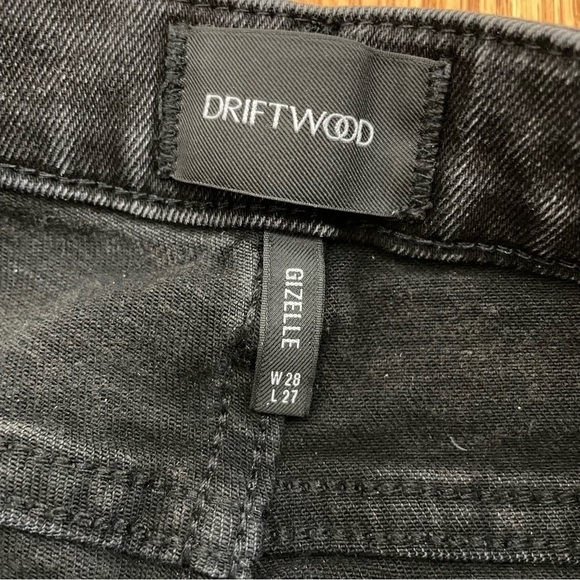 DRIFTWOOD
GIZELLE
W 28
L 27